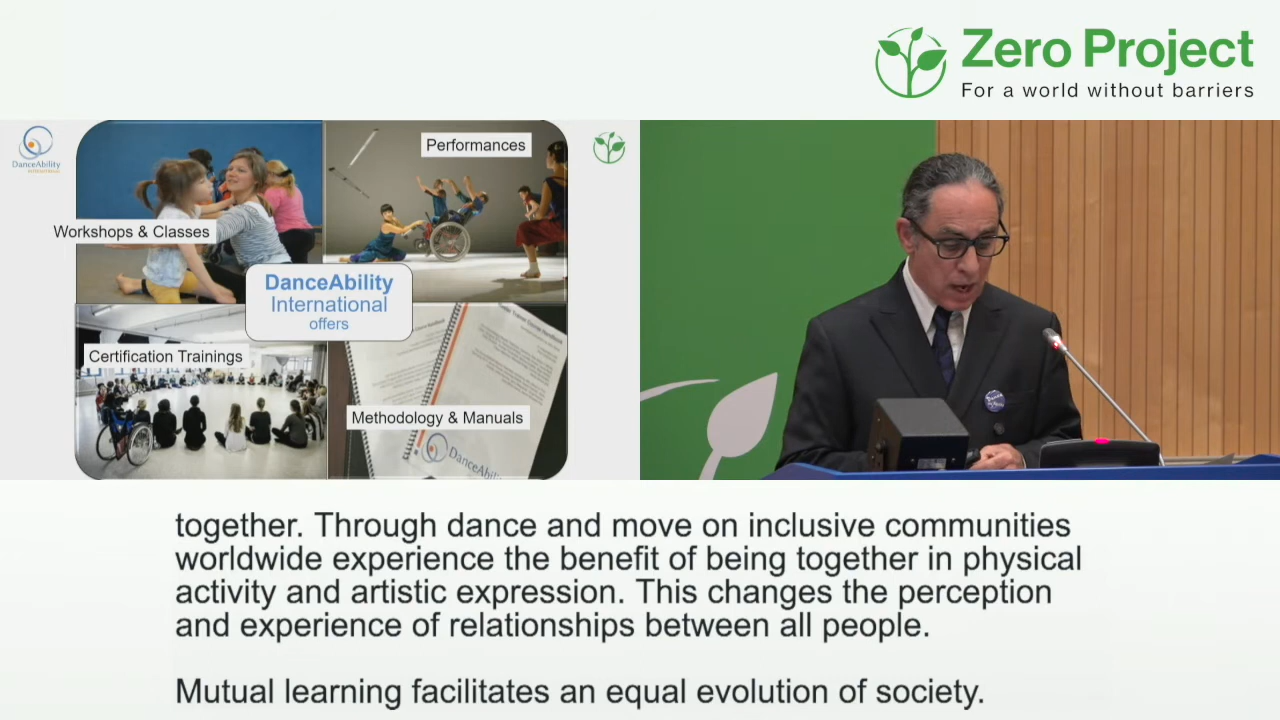 Zero Project
For a world without barriers
DanceAbility
Performances
Workshops & Classes
DanceAbility
International
offers
Certification Trainings
Methodology & Manuals
together. Through dance and move on inclusive communities
worldwide experience the benefit of being together in physical
activity and artistic expression. This changes the perception
and experience of relationships between all people.
Mutual learning facilitates an equal evolution of society.